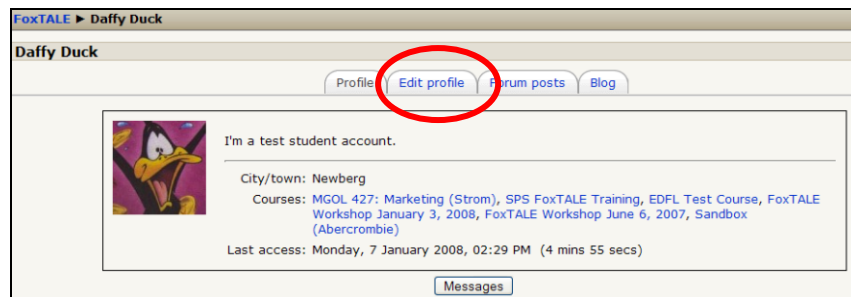 FoxTALE ► Daffy Duck
Daffy Duck
Profile Edit profile Forum posts Blog
I'm a test student account.
City/town: Newberg
Courses: MGOL 427: Marketing (Strom), SPS FoxTALE Training, EDFL Test Course, FoxTALE
Workshop January 3, 2008, FoxTALE Workshop June 6, 2007, Sandbox
(Abercrombie)
Last access: Monday, 7 January 2008, 02:29 PM (4 mins 55 secs)
Messages